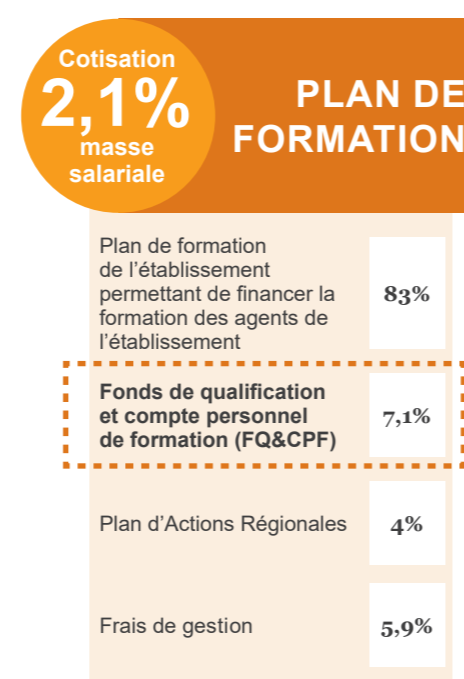 Cotisation
2,1%
masse
salariale
PLAN DE
FORMATION
Plan de formation
de l’établissement
permettant de financer la
formation des agents de
l’établissement
83%
Fonds de qualification
et compte personnel
de formation (FQ&CPF)
7,1%
Plan d’Actions Régionales
4%
Frais de gestion
5,9%